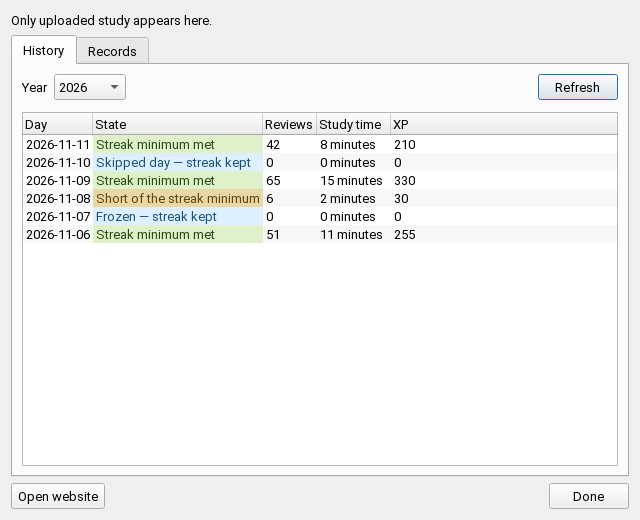 Only uploaded study appears here.
History Records
Year 2026 Refresh
Day State Reviews Study time XP
2026-11-11 Streak minimum met 42 8 minutes 210
2026-11-10 Skipped day — streak kept 0 0 minutes 0
2026-11-09 Streak minimum met 65 15 minutes 330
2026-11-08 Short of the streak minimum 6 2 minutes 30
2026-11-07 Frozen — streak kept 0 0 minutes 0
2026-11-06 Streak minimum met 51 11 minutes 255
Open website Done